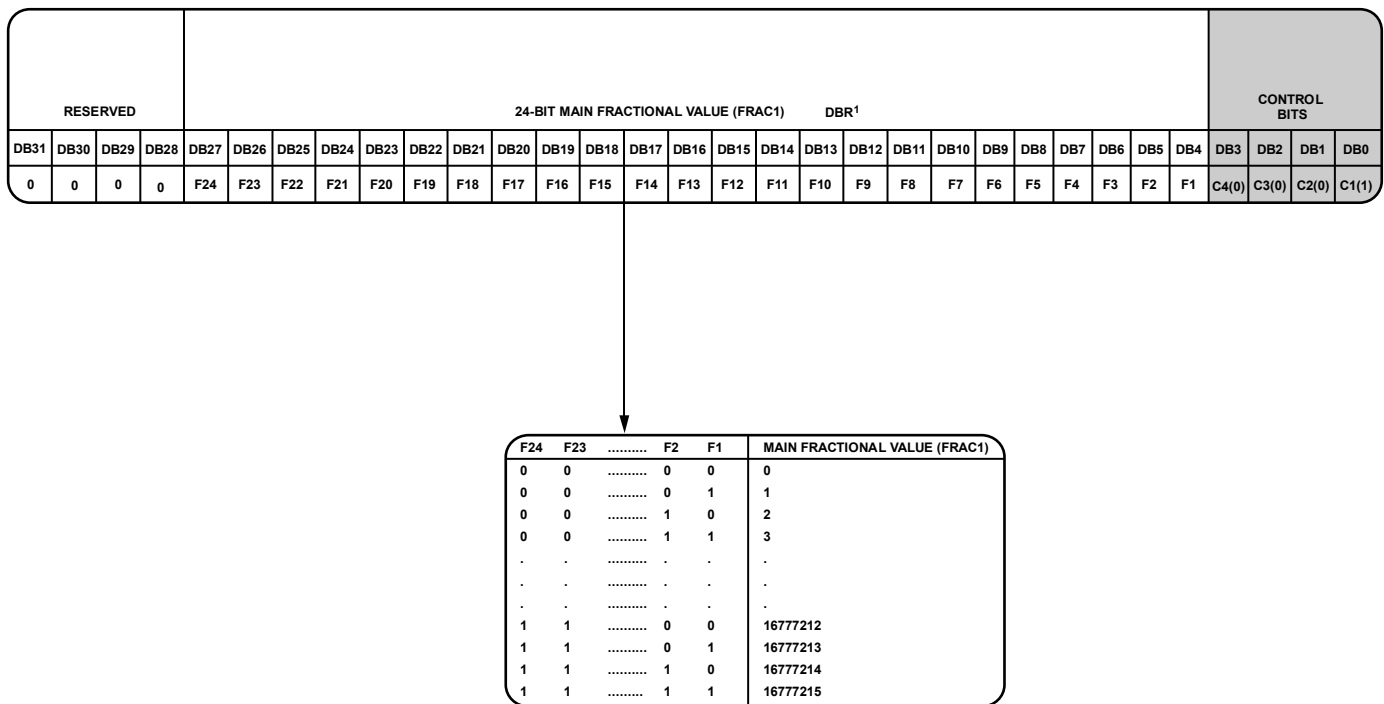 RESERVED 24-BIT MAIN FRACTIONAL VALUE (FRAC1) DBR1 CONTROL
BITS
DB31 DB30 DB29 DB28 DB27 DB26 DB25 DB24 DB23 DB22 DB21 DB20 DB19 DB18 DB17 DB16 DB15 DB14 DB13 DB12 DB11 DB10 DB9 DB8 DB7 DB6 DB5 DB4 DB3 DB2 DB1 DB0
0 0 0 0 F24 F23 F22 F21 F20 F19 F18 F17 F16 F15 F14 F13 F12 F11 F10 F9 F8 F7 F6 F5 F4 F3 F2 F1 C4(0) C3(0) C2(0) C1(1)
F24 F23 .......... F2 F1 MAIN FRACTIONAL VALUE (FRAC1)
0 0 .......... 0 0 0
0 0 .......... 0 1 1
0 0 .......... 1 0 2
0 0 .......... 1 1 3
. . .......... . . .
. . .......... . . .
. . .......... . . .
1 1 .......... 0 0 16777212
1 1 .......... 0 1 16777213
1 1 .......... 1 0 16777214
1 1 ......... 1 1 16777215